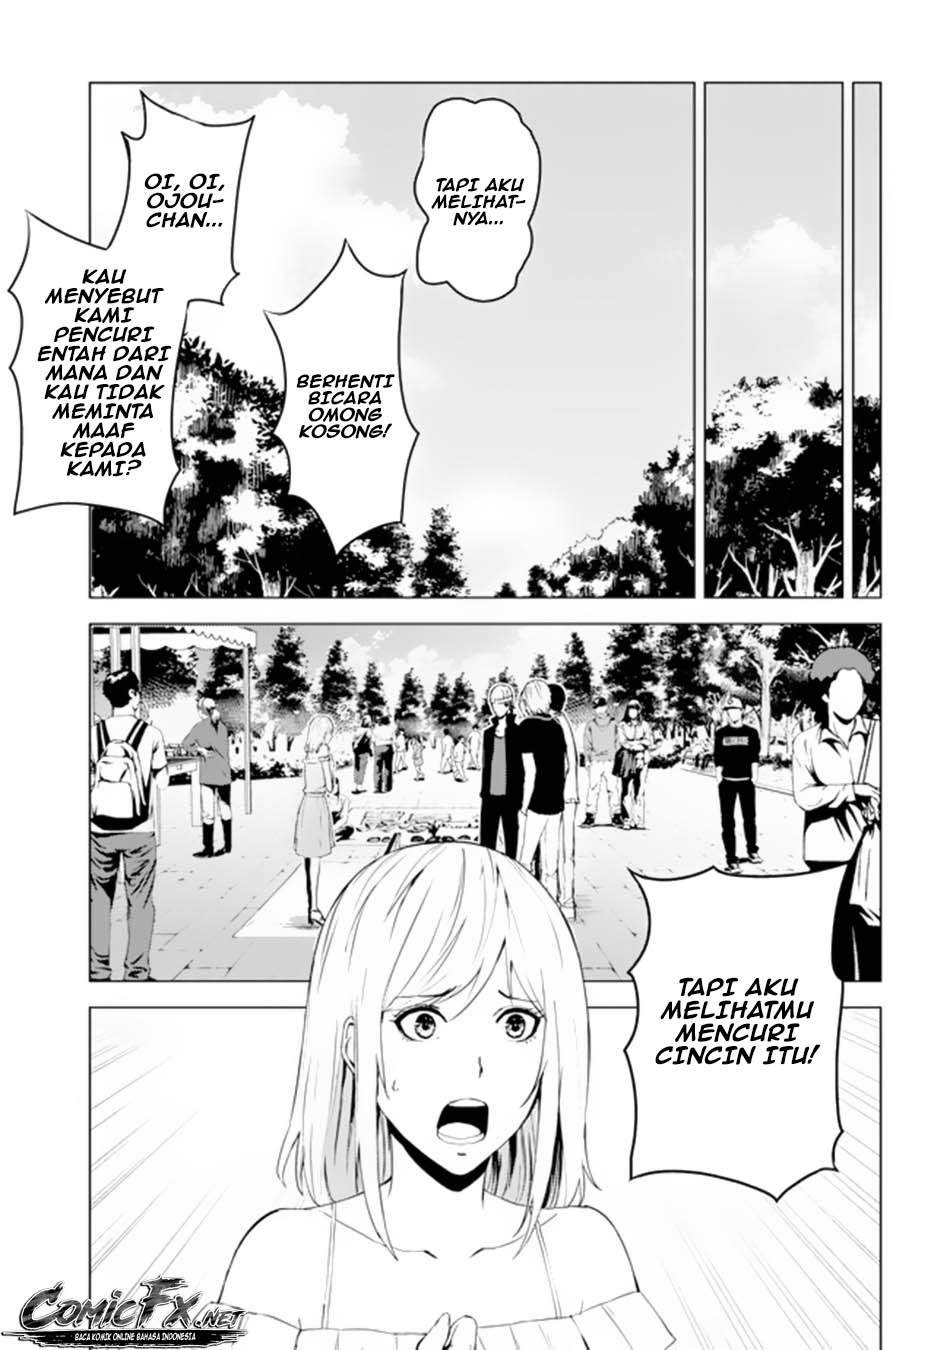 TAPI AKU
MELIHAT-
NYA...
BERHENTI
BICARA
OMONG
KOSONG!
OI, OI,
OJOU-
CHAN...
KAU
MENYEBUT
KAMI
PENCURI
ENTAH DARI
MANA DAN
KAU TIDAK
MEMINTA
MAAF
KEPADA
KAMI?
TAPI AKU
MELIHATMU
MENCURI
CINCIN ITU!
COMICFX.NET
BACA KOMIK ONLINE BAHASA INDONESIA